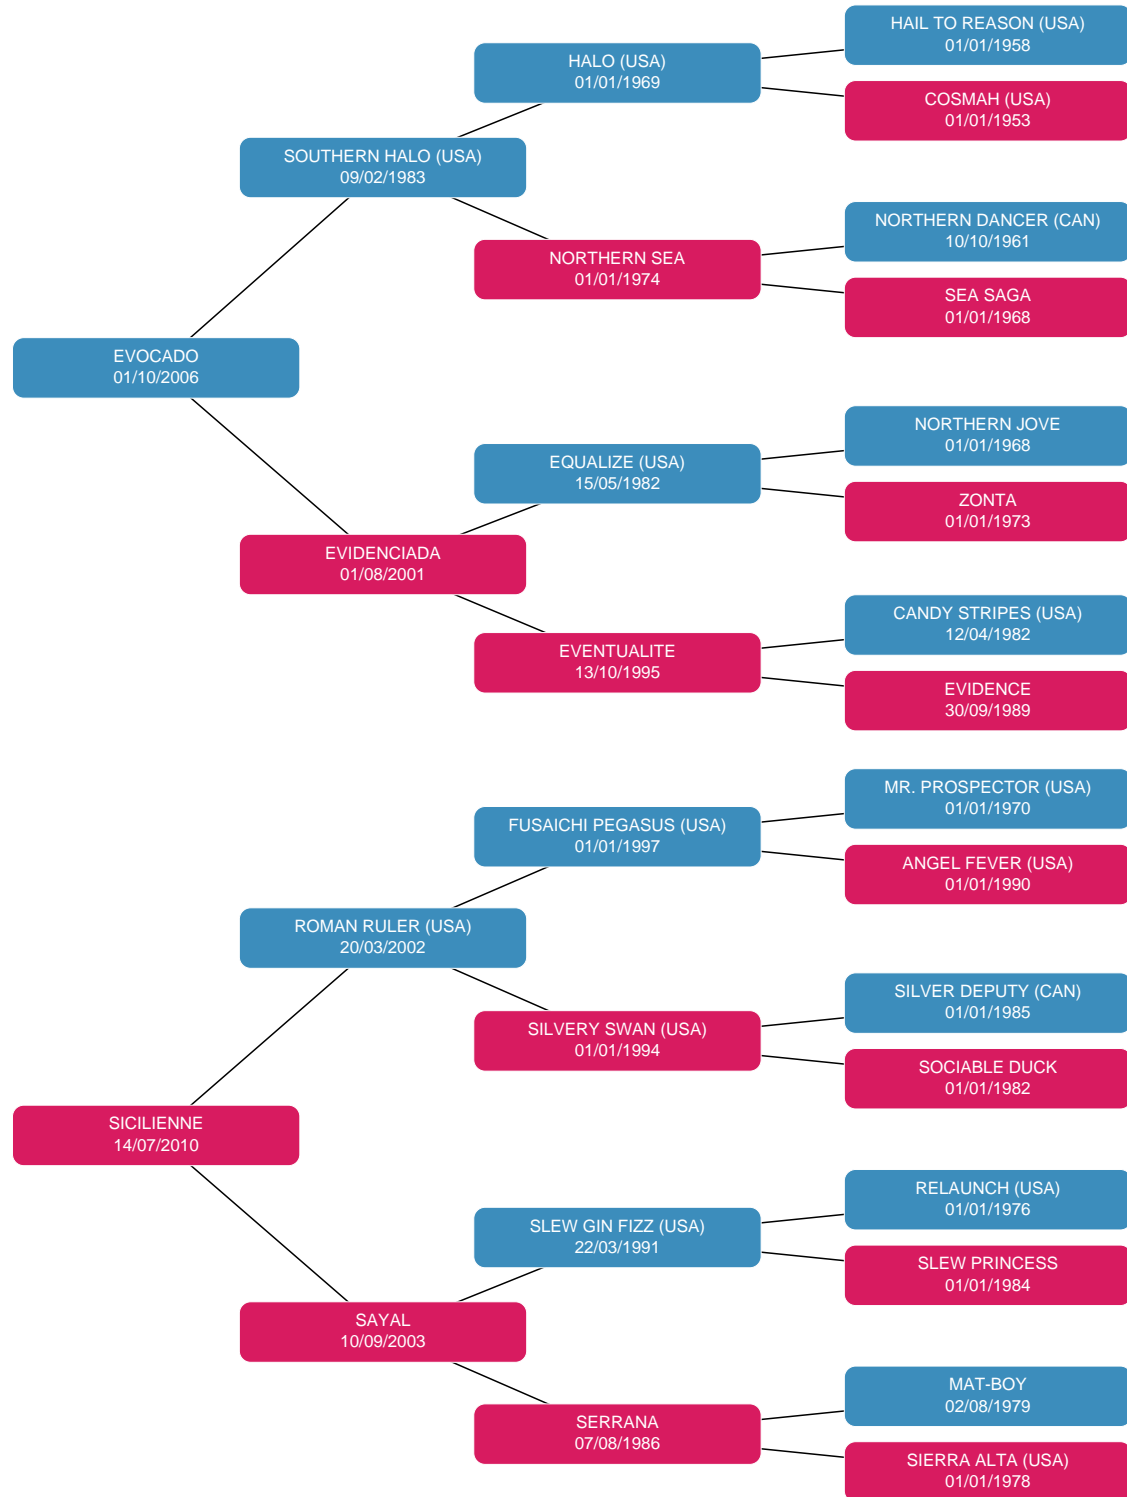 HAIL TO REASON (USA)
01/01/1958
HALO (USA)
01/01/1969
COSMAH (USA)
01/01/1953
SOUTHERN HALO (USA)
09/02/1983
NORTHERN DANCER (CAN)
10/10/1961
NORTHERN SEA
01/01/1974
SEA SAGA
01/01/1968
EVOCADO
01/10/2006
NORTHERN JOVE
01/01/1968
EQUALIZE (USA)
15/05/1982
ZONTA
01/01/1973
EVIDENCIADA
01/08/2001
CANDY STRIPES (USA)
12/04/1982
EVENTUALITE
13/10/1995
EVIDENCE
30/09/1989
MR. PROSPECTOR (USA)
01/01/1970
FUSAICHI PEGASUS (USA)
01/01/1997
ANGEL FEVER (USA)
01/01/1990
ROMAN RULER (USA)
20/03/2002
SILVER DEPUTY (CAN)
01/01/1985
SILVERY SWAN (USA)
01/01/1994
SOCIABLE DUCK
01/01/1982
SICILIENNE
14/07/2010
RELAUNCH (USA)
01/01/1976
SLEW GIN FIZZ (USA)
22/03/1991
SLEW PRINCESS
01/01/1984
SAYAL
10/09/2003
MAT-BOY
02/08/1979
SERRANA
07/08/1986
SIERRA ALTA (USA)
01/01/1978